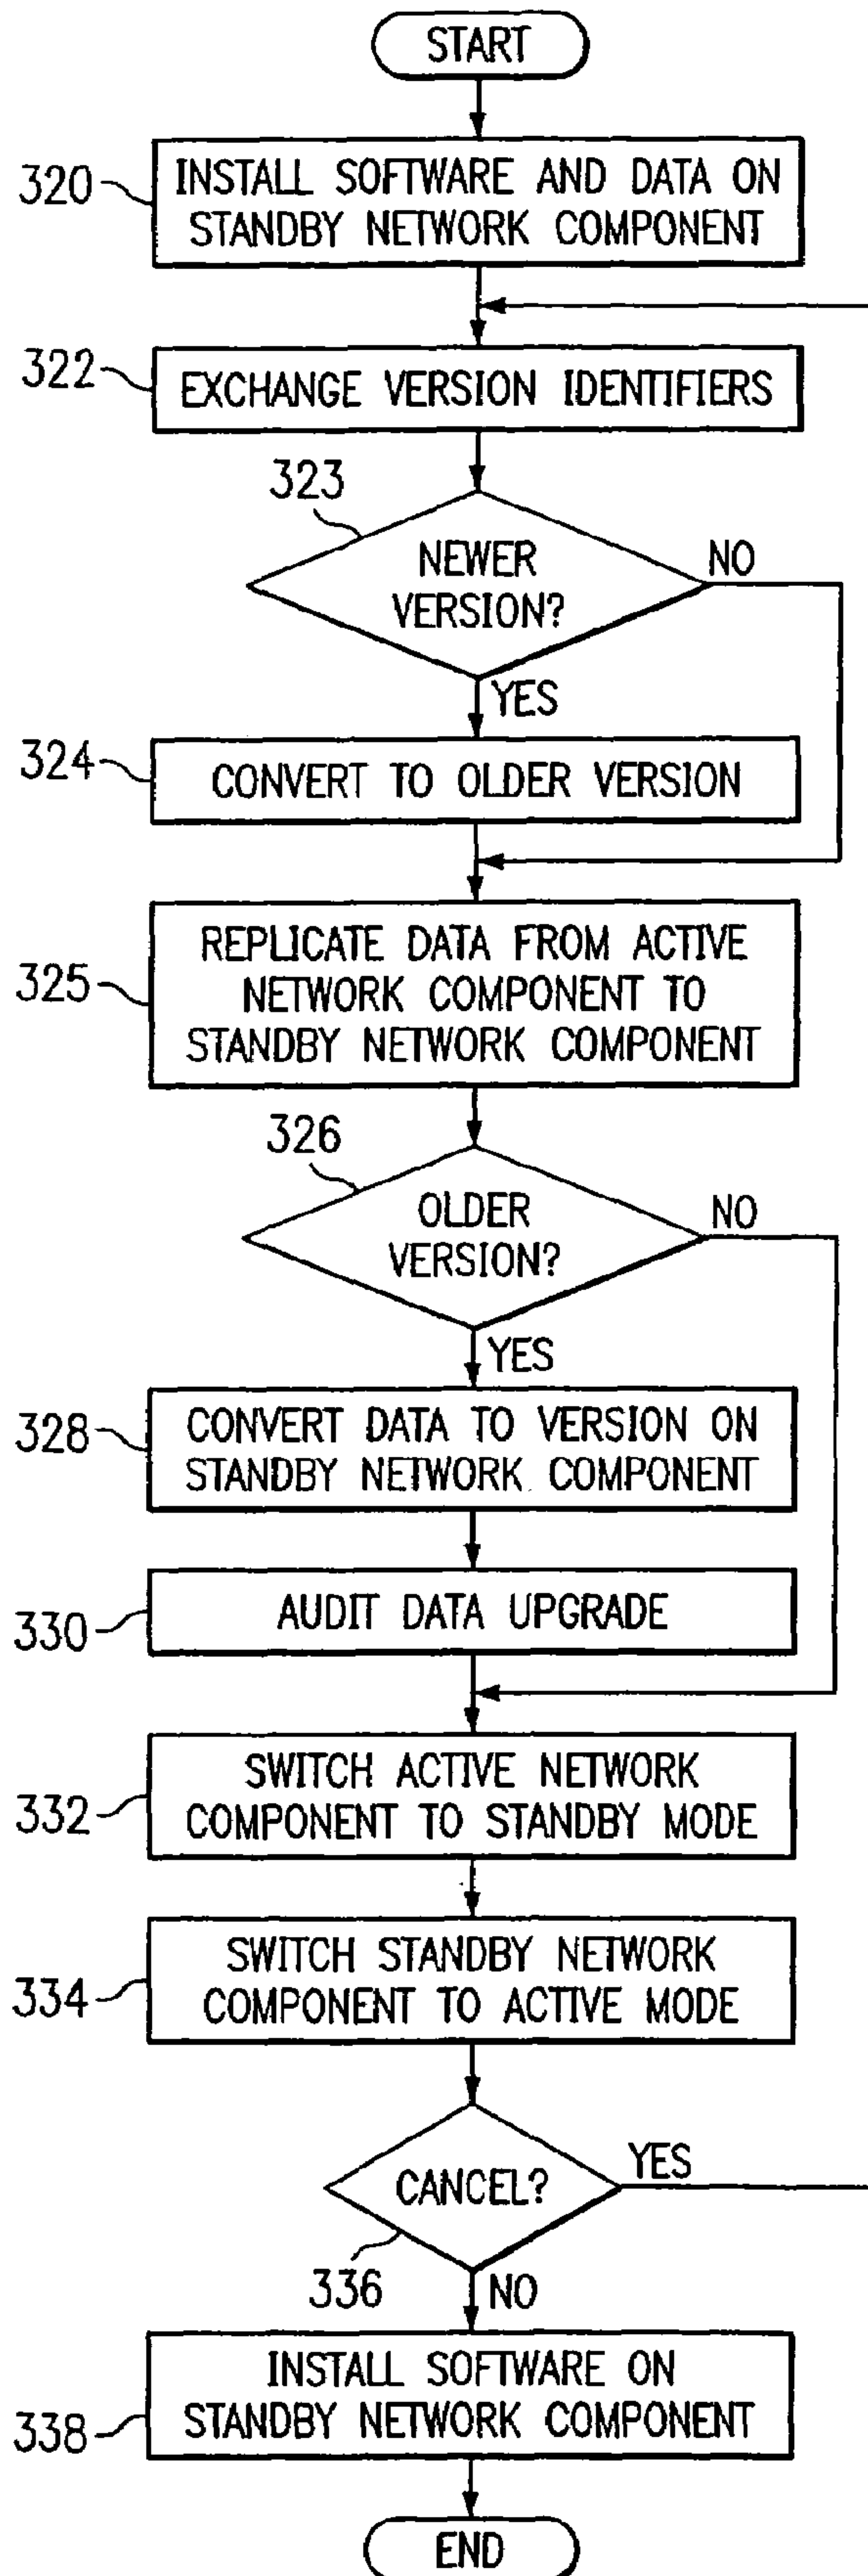 START
320
INSTALL SOFTWARE AND DATA ON
STANDBY NETWORK COMPONENT
322
EXCHANGE VERSION IDENTIFIERS
323
NEWER
VERSION?
NO
YES
324
CONVERT TO OLDER VERSION
325
REPLICATE DATA FROM ACTIVE
NETWORK COMPONENT TO
STANDBY NETWORK COMPONENT
326
OLDER
VERSION?
NO
YES
328
CONVERT DATA TO VERSION ON
STANDBY NETWORK COMPONENT
330
AUDIT DATA UPGRADE
332
SWITCH ACTIVE NETWORK
COMPONENT TO STANDBY MODE
334
SWITCH STANDBY NETWORK
COMPONENT TO ACTIVE MODE
CANCEL?
YES
336
NO
338
INSTALL SOFTWARE ON
STANDBY NETWORK COMPONENT
END